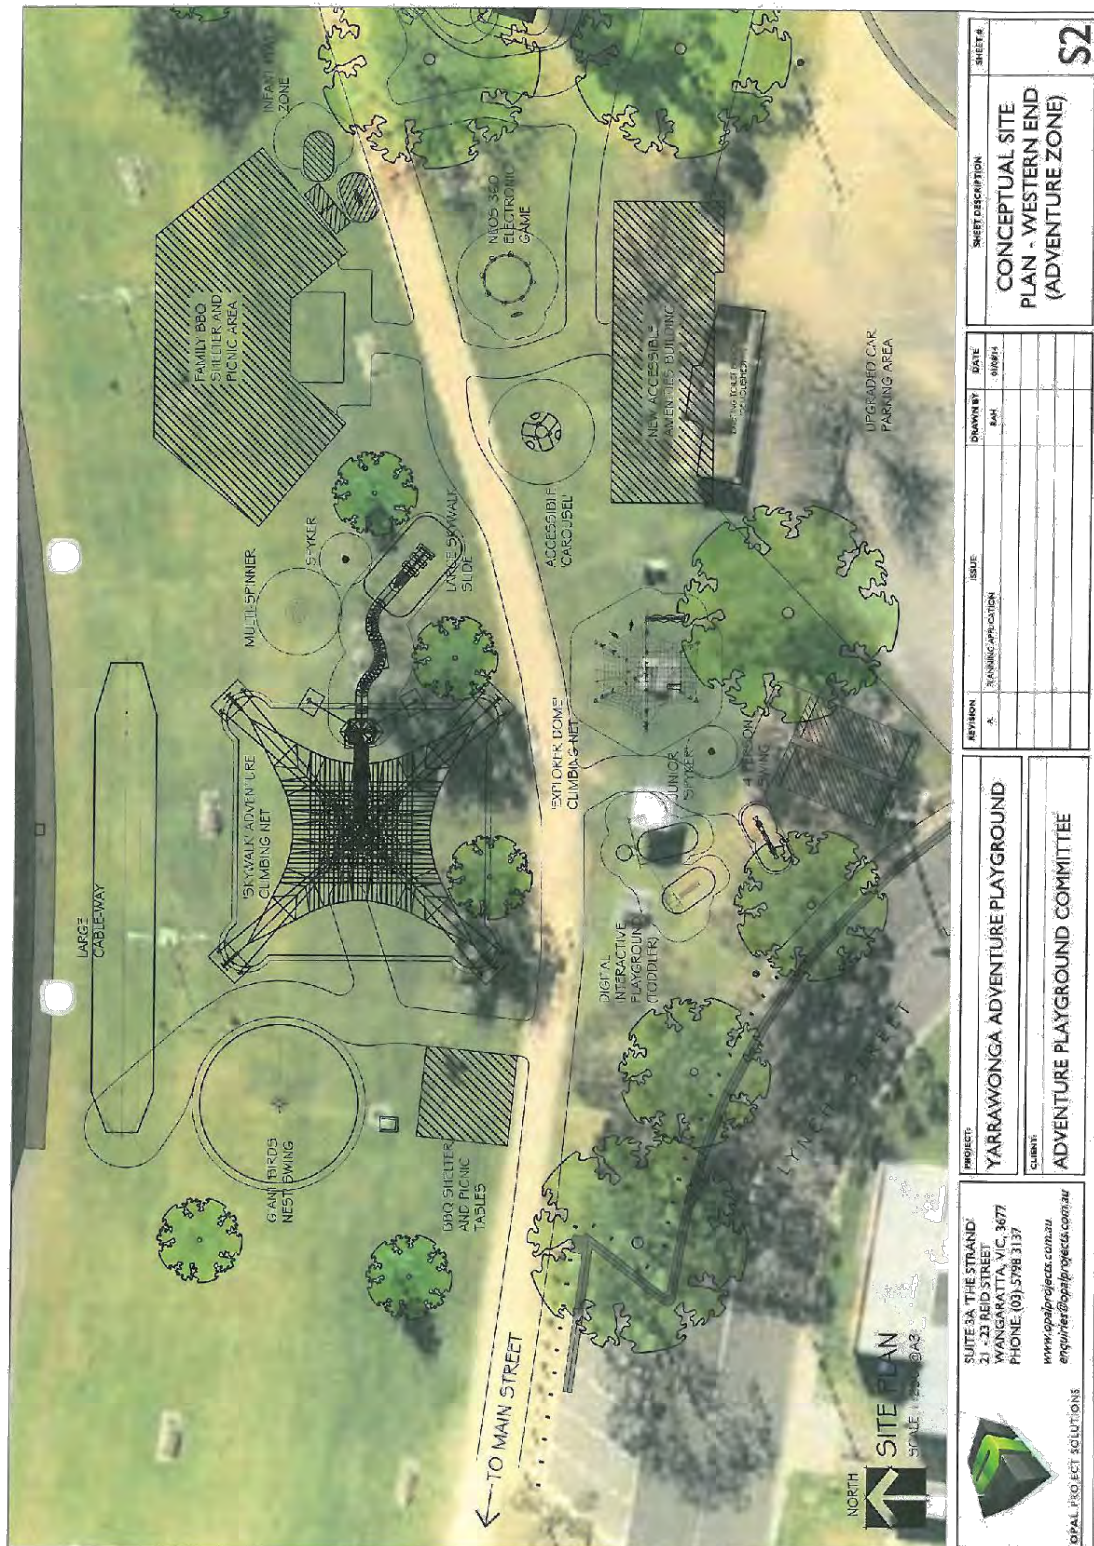 INFANT
ZONE
FAMILY BBQ
SHELTER AND
PICNIC AREA
NEOS 360
ELECTRONIC
GAME
NEW ACCESSIBLE
AMENITIES BUILDING
UPGRADED CAR
PARKING AREA
ACCESSIBLE
'CAROUSEL'
SPYKER
MULTI-SPINNER
LARGE SKYWALK
SLIDE
LARGE
CABLE-WAY
'SKYWALK' ADVENTURE
CLIMBING NET
'EXPLORER DOME'
CLIMBING NET
JUNIOR
'SPYKER'
4 PERSON
SWING
DIGITAL
INTERACTIVE
PLAYGROUND
(TODDLER)
GIANT BIRDS
NEST SWING
BBQ SHELTER
AND PICNIC
TABLES
LYNCH STREET
TO MAIN STREET
NORTH
SITE PLAN
@A3
OPAL PROJECT SOLUTIONS
SUITE 3A 'THE STRAND'
21 - 23 REID STREET
WANGARATTA, VIC, 3677
PHONE: (03) 5798 3137
www.opalprojects.com.au
enquiries@opalprojects.com.au
PROJECT:
YARRAWONGA ADVENTURE PLAYGROUND
CLIENT:
ADVENTURE PLAYGROUND COMMITTEE
REVISION ISSUE DRAWN BY DATE
A PLANNING APPLICATION RAH
SHEET DESCRIPTION
CONCEPTUAL SITE
PLAN - WESTERN END
(ADVENTURE ZONE)
SHEET #
S2